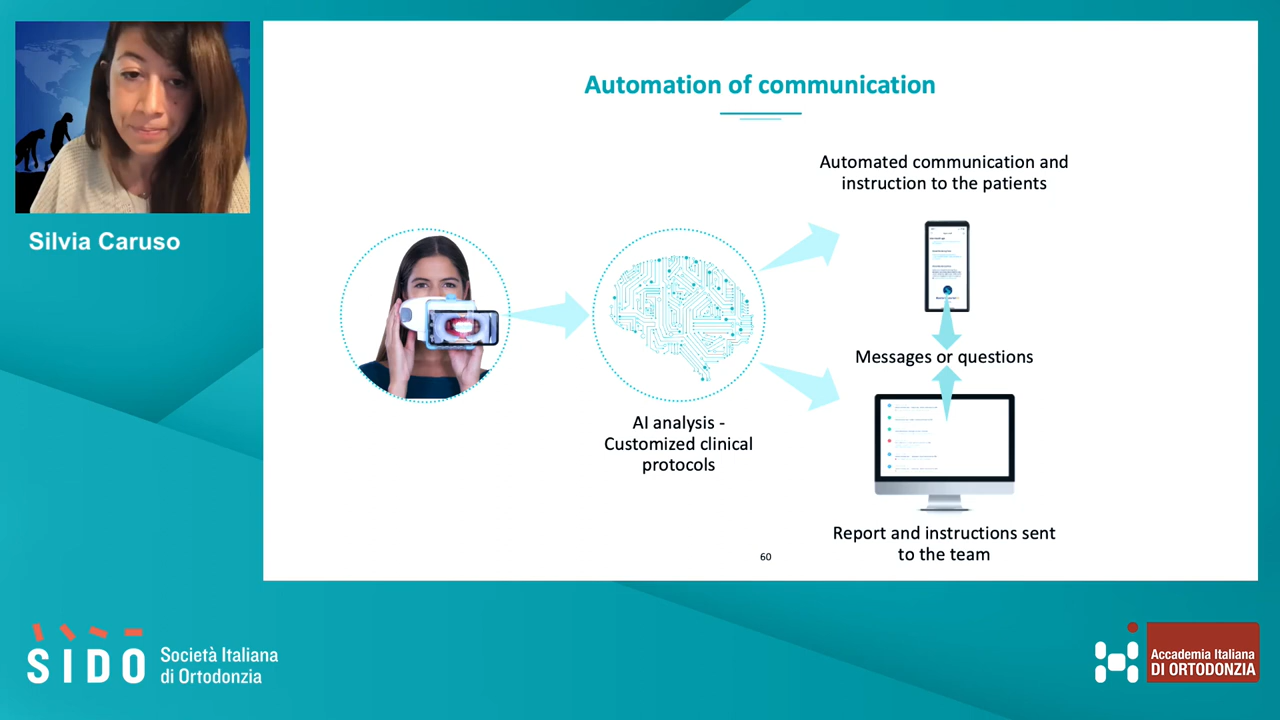 Automation of communication
Silvia Caruso
Automated communication and
instruction to the patients
Messages or questions
AI analysis -
Customized clinical
protocols
Report and instructions sent
to the team
60
SIDO
Società Italiana
di Ortodonzia
Accademia Italiana
DI ORTODONZIA